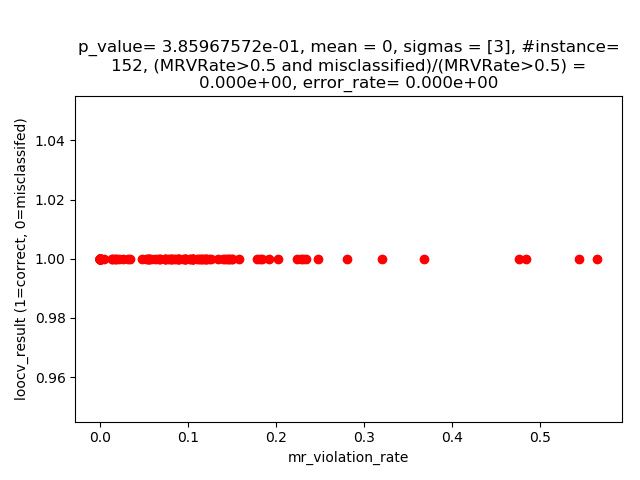 p_value= 3.85967572e-01, mean = 0, sigmas = [3], #instance=
152, (MRVRate>0.5 and misclassified)/(MRVRate>0.5) =
0.000e+00, error_rate= 0.000e+00
loocv_result (1=correct, 0=misclassifed)
1.04
1.02
1.00
0.98
0.96
0.0 0.1 0.2 0.3 0.4 0.5
mr_violation_rate